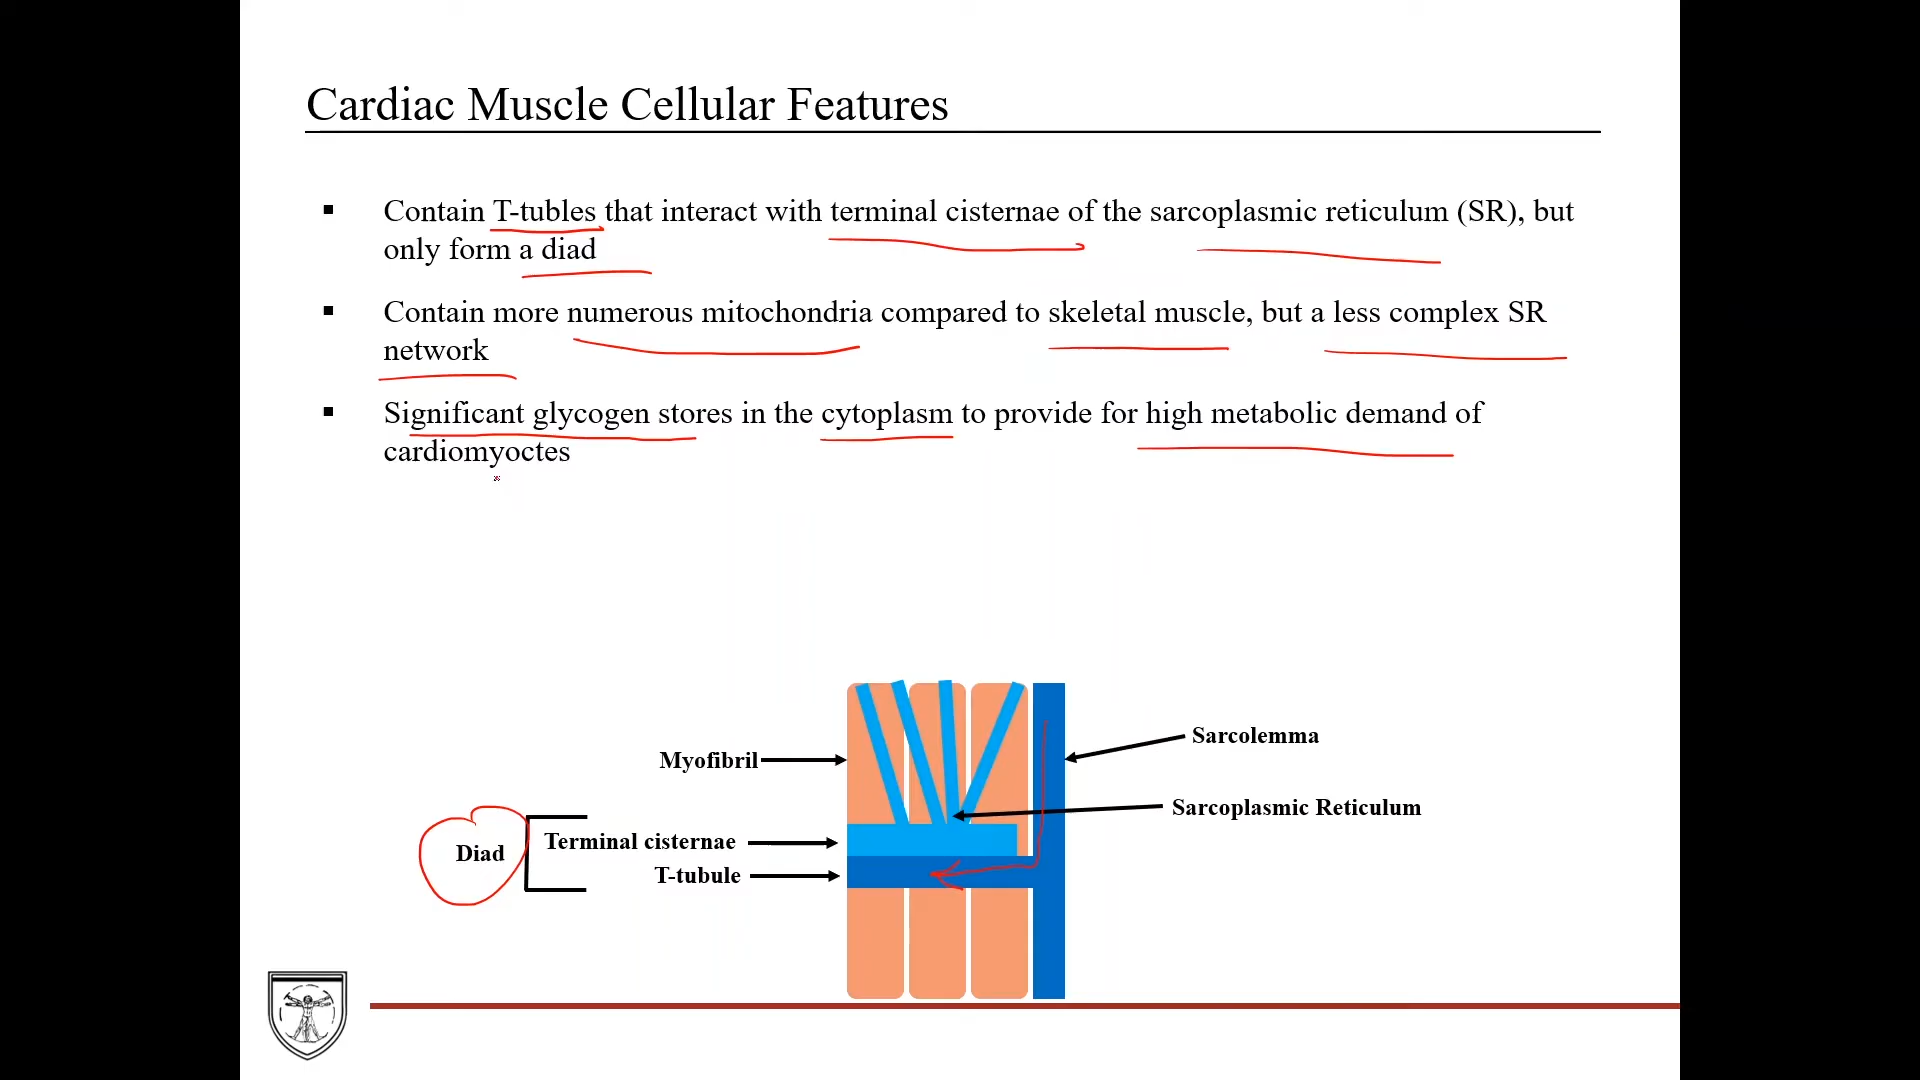 Cardiac Muscle Cellular Features
▪ Contain T-tubles that interact with terminal cisternae of the sarcoplasmic reticulum (SR), but
only form a diad
▪ Contain more numerous mitochondria compared to skeletal muscle, but a less complex SR
network
▪ Significant glycogen stores in the cytoplasm to provide for high metabolic demand of
cardiomyoctes
Sarcolemma
Myofibril
Sarcoplasmic Reticulum
Terminal cisternae
Diad
T-tubule